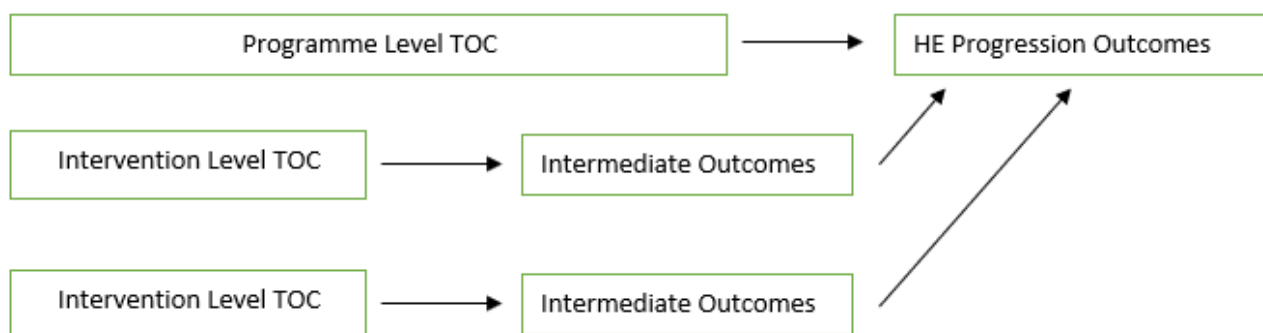 Programme Level TOC
HE Progression Outcomes
Intervention Level TOC
Intermediate Outcomes
Intervention Level TOC
Intermediate Outcomes